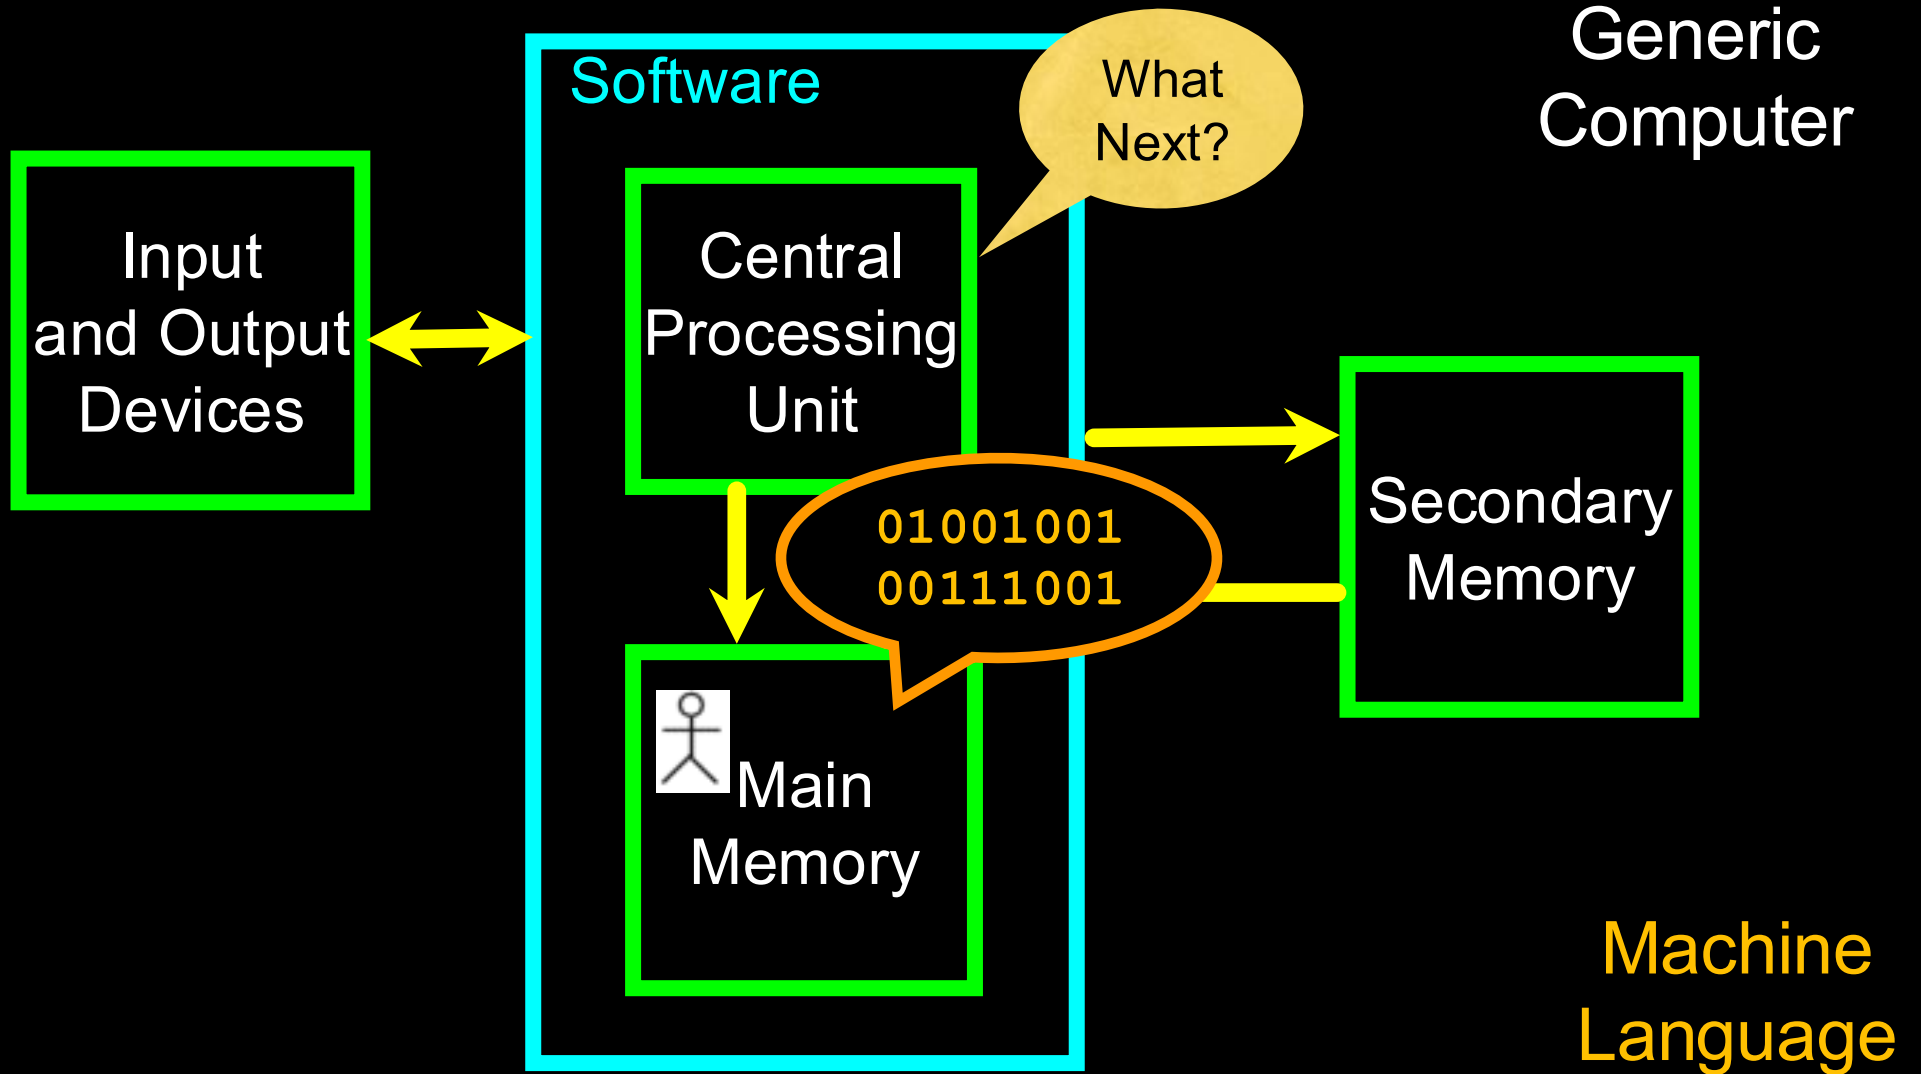 Generic
Computer
Software
What
Next?
Input
and Output
Devices
Central
Processing
Unit
01001001
00111001
Secondary
Memory
Main
Memory
Machine
Language